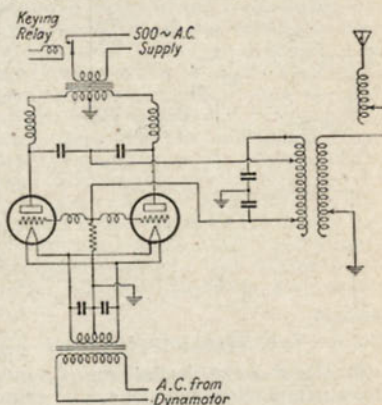 Keying
Relay
500~A.C.
Supply
A.C. from
Dynamotor